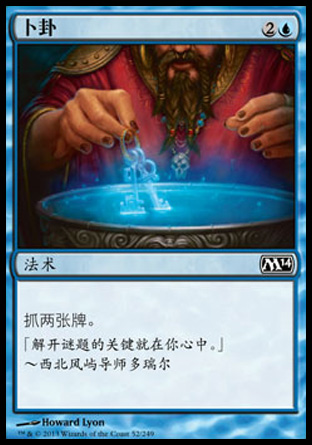 卜卦 2
法术 M14
抓两张牌。
「解开谜题的关键就在你心中。」
～西北风屿导师多瑞尔
Howard Lyon
™ & © 2013 Wizards of the Coast 52/249